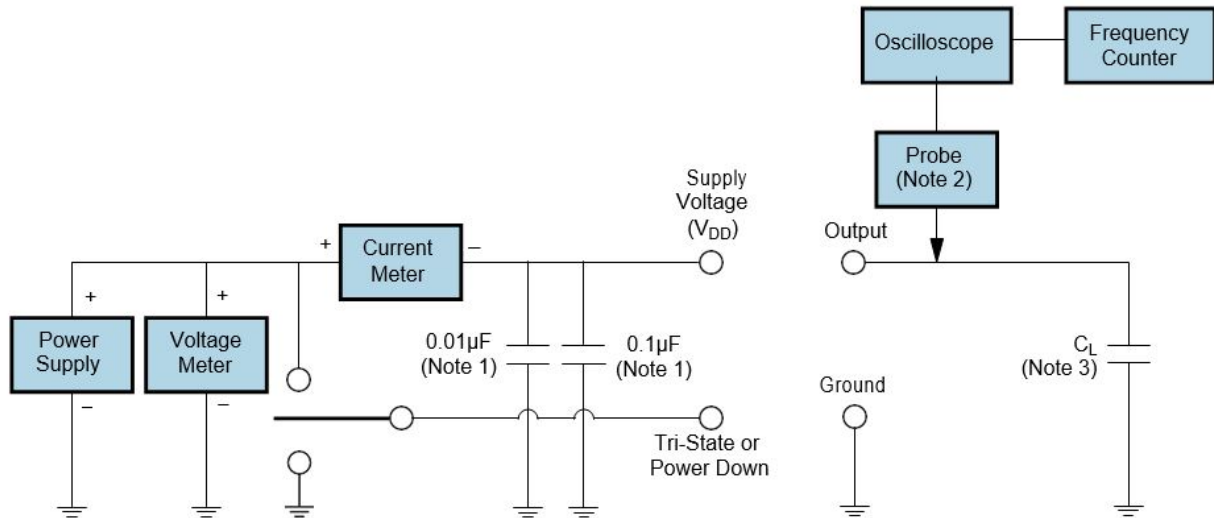 Oscilloscope
Frequency
Counter
Probe
(Note 2)
Supply
Voltage
(VDD)
Output
+
Current
Meter
–
+
Power
Supply
–
+
Voltage
Meter
–
0.01µF
(Note 1)
0.1µF
(Note 1)
CL
(Note 3)
Ground
Tri-State or
Power Down